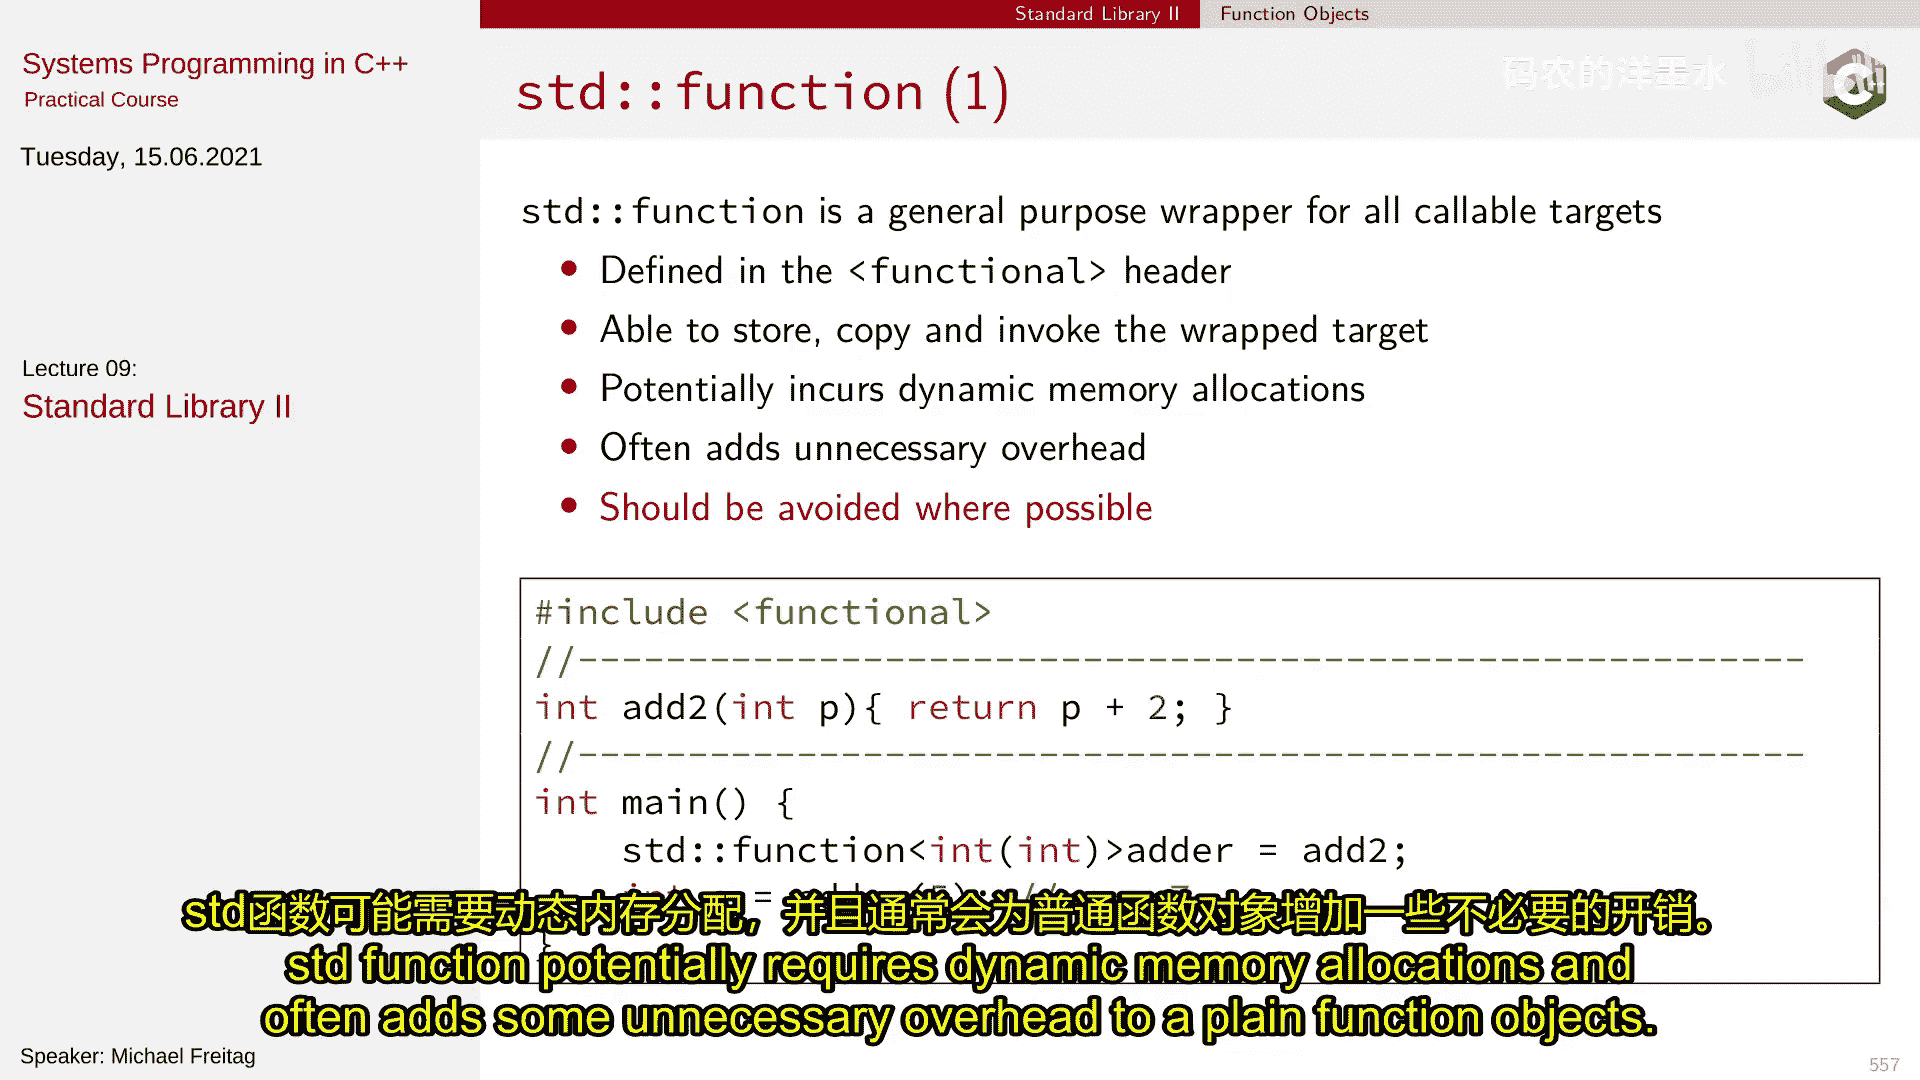 Standard Library II
Function Objects
Systems Programming in C++
Practical Course
Tuesday, 15.06.2021
Lecture 09:
Standard Library II
Speaker: Michael Freitag
std::function (1)
码农的洋墨水
std::function is a general purpose wrapper for all callable targets
• Defined in the <functional> header
• Able to store, copy and invoke the wrapped target
• Potentially incurs dynamic memory allocations
• Often adds unnecessary overhead
• Should be avoided where possible
#include <functional>
//---------------------------------------------------------
int add2(int p){ return p + 2; }
//---------------------------------------------------------
int main() {
std::function<int(int)>adder = add2;
}
std函数可能需要动态内存分配，并且通常会为普通函数对象增加一些不必要的开销。
std function potentially requires dynamic memory allocations and
often adds some unnecessary overhead to a plain function objects.
557